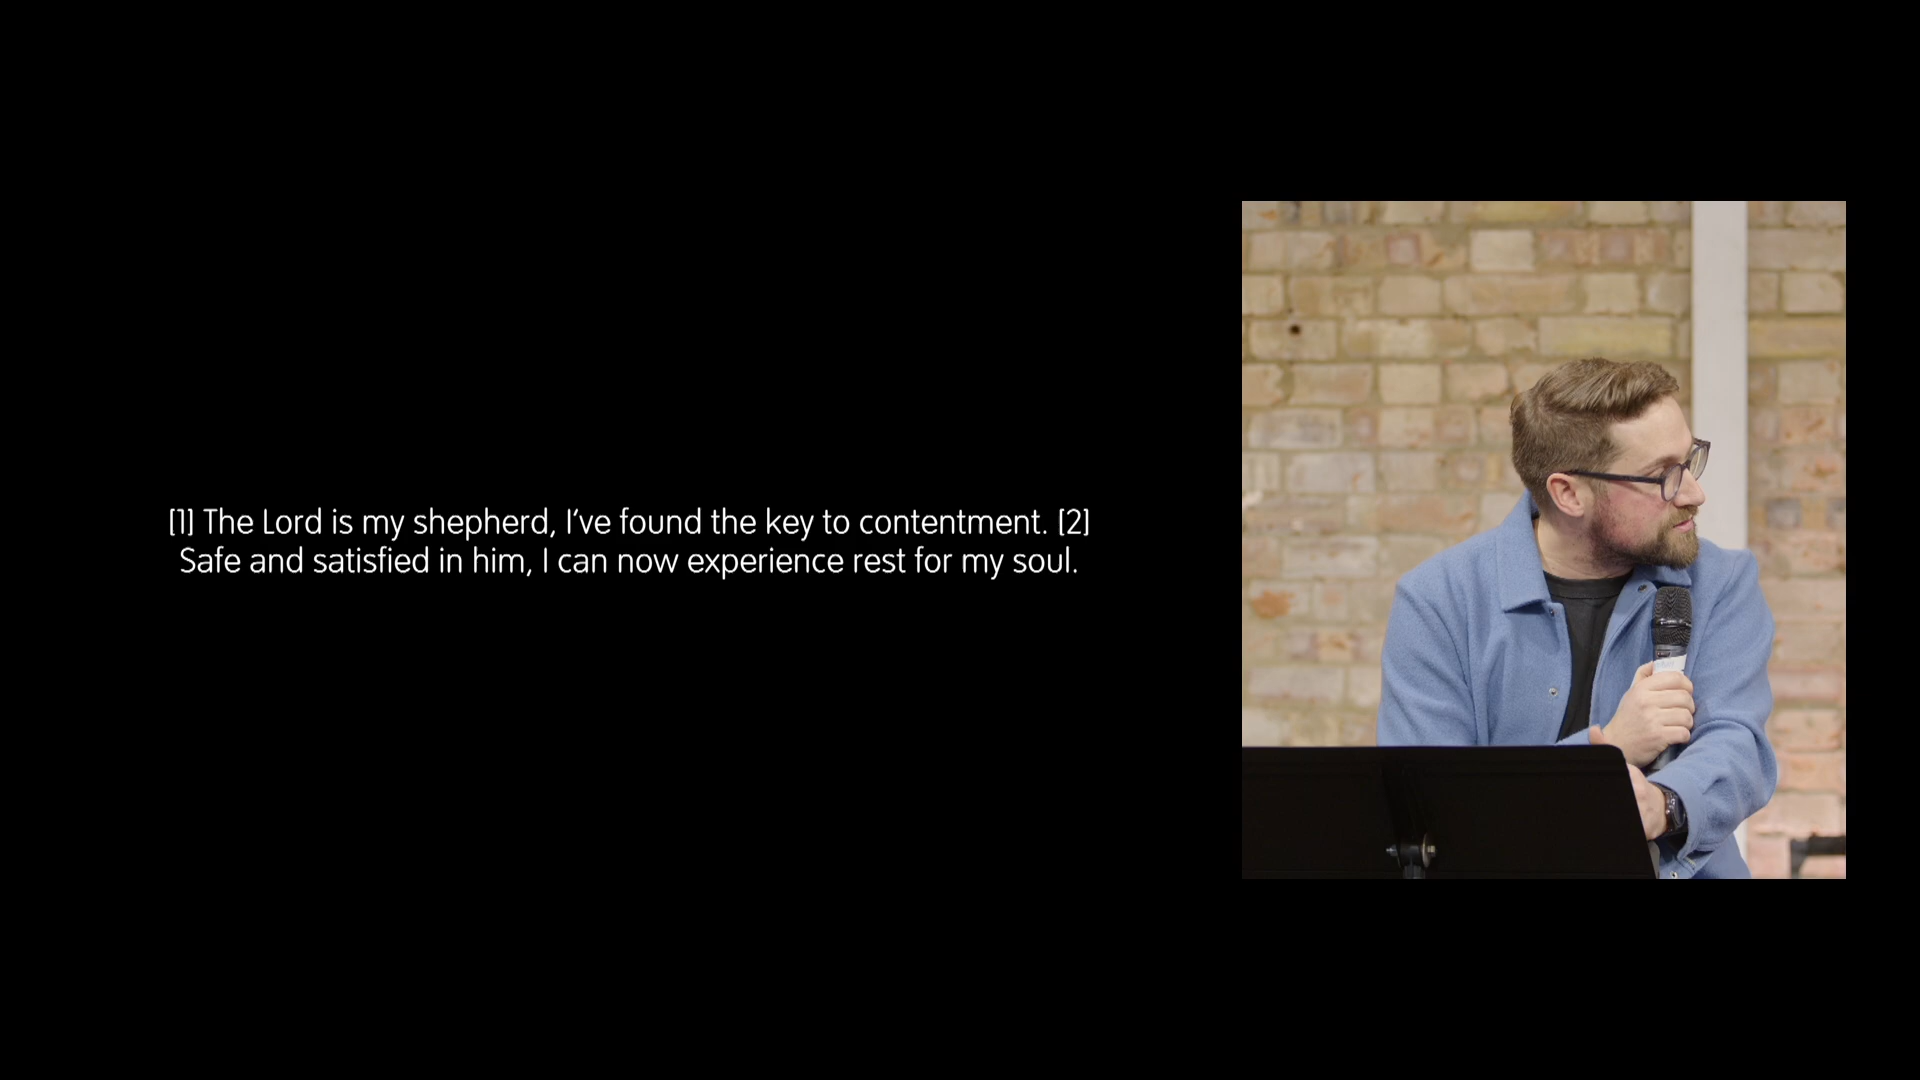 [1] The Lord is my shepherd, I’ve found the key to contentment. [2]
Safe and satisfied in him, I can now experience rest for my soul.